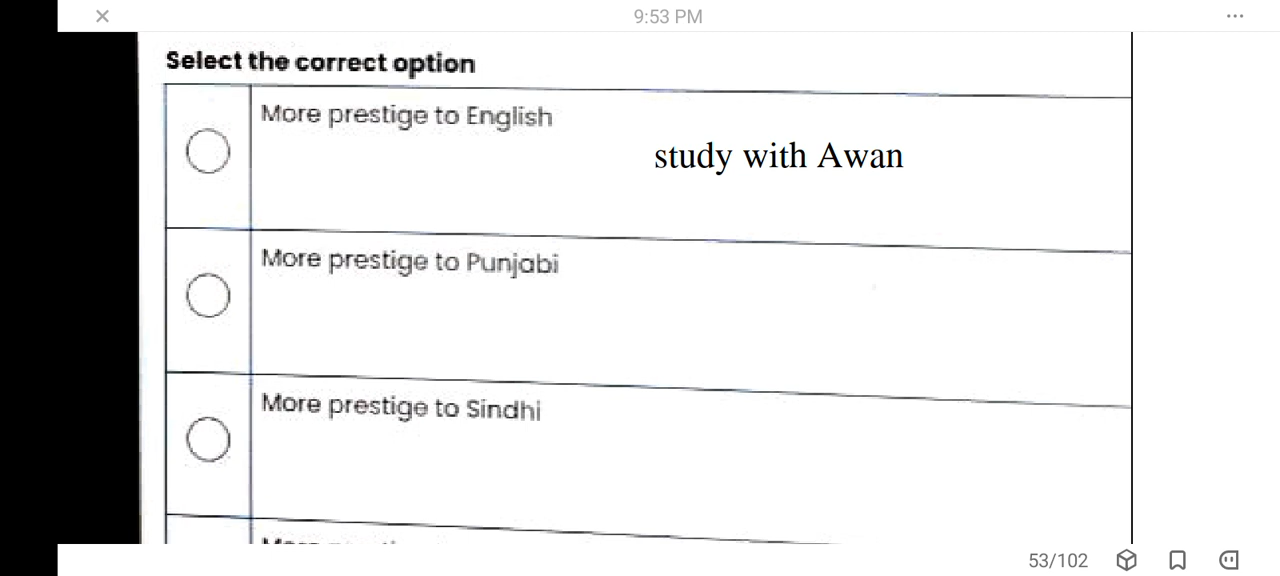 9:53 PM
Select the correct option
More prestige to English
study with Awan
More prestige to Punjabi
More prestige to Sindhi
53/102